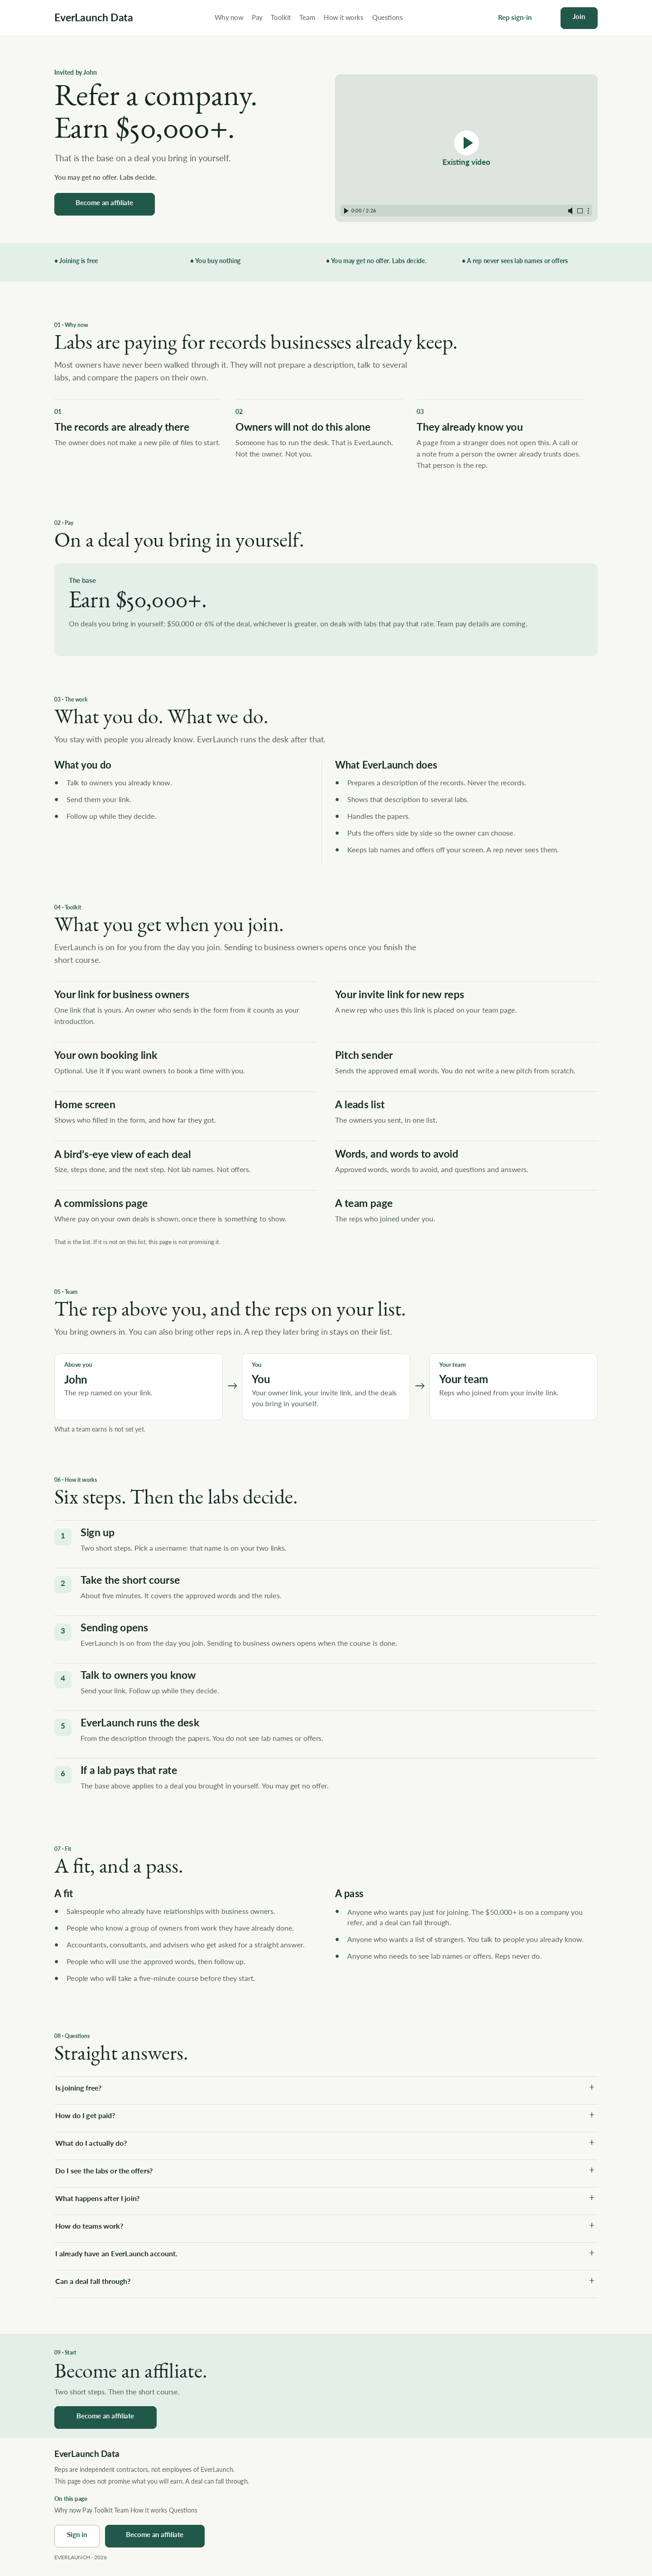 EverLaunch Data
Why now Pay Toolkit Team How it works Questions
Rep sign-in
Join
Invited by John
Refer a company.
Earn $50,000+.
That is the base on a deal you bring in yourself.
You may get no offer. Labs decide.
Become an affiliate
Existing video
0:00 / 2:26
• Joining is free
• You buy nothing
• You may get no offer. Labs decide.
• A rep never sees lab names or offers
01 · Why now
Labs are paying for records businesses already keep.
Most owners have never been walked through it. They will not prepare a description, talk to several
labs, and compare the papers on their own.
01
The records are already there
The owner does not make a new pile of files to start.
02
Owners will not do this alone
Someone has to run the desk. That is EverLaunch.
Not the owner. Not you.
03
They already know you
A page from a stranger does not open this. A call or
a note from a person the owner already trusts does.
That person is the rep.
02 · Pay
On a deal you bring in yourself.
The base
Earn $50,000+.
On deals you bring in yourself: $50,000 or 6% of the deal, whichever is greater, on deals with labs that pay that rate. Team pay details are coming.
03 · The work
What you do. What we do.
You stay with people you already know. EverLaunch runs the desk after that.
What you do
• Talk to owners you already know.
• Send them your link.
• Follow up while they decide.
What EverLaunch does
• Prepares a description of the records. Never the records.
• Shows that description to several labs.
• Handles the papers.
• Puts the offers side by side so the owner can choose.
• Keeps lab names and offers off your screen. A rep never sees them.
04 · Toolkit
What you get when you join.
EverLaunch is on for you from the day you join. Sending to business owners opens once you finish the
short course.
Your link for business owners
One link that is yours. An owner who sends in the form from it counts as your
introduction.
Your invite link for new reps
A new rep who uses this link is placed on your team page.
Your own booking link
Optional. Use it if you want owners to book a time with you.
Pitch sender
Sends the approved email words. You do not write a new pitch from scratch.
Home screen
Shows who filled in the form, and how far they got.
A leads list
The owners you sent, in one list.
A bird's-eye view of each deal
Size, steps done, and the next step. Not lab names. Not offers.
Words, and words to avoid
Approved words, words to avoid, and questions and answers.
A commissions page
Where pay on your own deals is shown, once there is something to show.
A team page
The reps who joined under you.
That is the list. If it is not on this list, this page is not promising it.
05 · Team
The rep above you, and the reps on your list.
You bring owners in. You can also bring other reps in. A rep they later bring in stays on their list.
Above you
John
The rep named on your link.
→
You
You
Your owner link, your invite link, and the deals
you bring in yourself.
→
Your team
Your team
Reps who joined from your invite link.
What a team earns is not set yet.
06 · How it works
Six steps. Then the labs decide.
1
Sign up
Two short steps. Pick a username: that name is on your two links.
2
Take the short course
About five minutes. It covers the approved words and the rules.
3
Sending opens
EverLaunch is on from the day you join. Sending to business owners opens when the course is done.
4
Talk to owners you know
Send your link. Follow up while they decide.
5
EverLaunch runs the desk
From the description through the papers. You do not see lab names or offers.
6
If a lab pays that rate
The base above applies to a deal you brought in yourself. You may get no offer.
07 · Fit
A fit, and a pass.
A fit
• Salespeople who already have relationships with business owners.
• People who know a group of owners from work they have already done.
• Accountants, consultants, and advisers who get asked for a straight answer.
• People who will use the approved words, then follow up.
• People who will take a five-minute course before they start.
A pass
• Anyone who wants pay just for joining. The $50,000+ is on a company you
refer, and a deal can fall through.
• Anyone who wants a list of strangers. You talk to people you already know.
• Anyone who needs to see lab names or offers. Reps never do.
08 · Questions
Straight answers.
Is joining free? +
How do I get paid? +
What do I actually do? +
Do I see the labs or the offers? +
What happens after I join? +
How do teams work? +
I already have an EverLaunch account. +
Can a deal fall through? +
09 · Start
Become an affiliate.
Two short steps. Then the short course.
Become an affiliate
EverLaunch Data
Reps are independent contractors, not employees of EverLaunch.
This page does not promise what you will earn. A deal can fall through.
On this page
Why now Pay Toolkit Team How it works Questions
Sign in
Become an affiliate
EVERLAUNCH · 2026